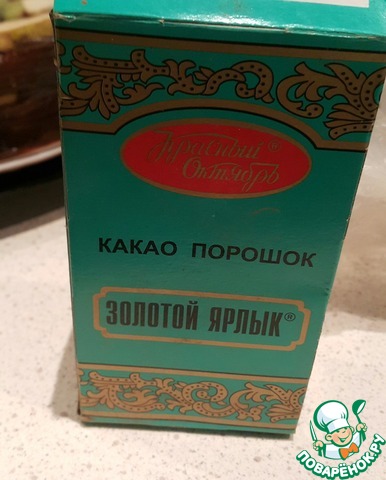 Красный ®
Октябрь
КАКАО ПОРОШОК
ЗОЛОТОЙ ЯРЛЫК®
ПОВАРЁНОК.РУ